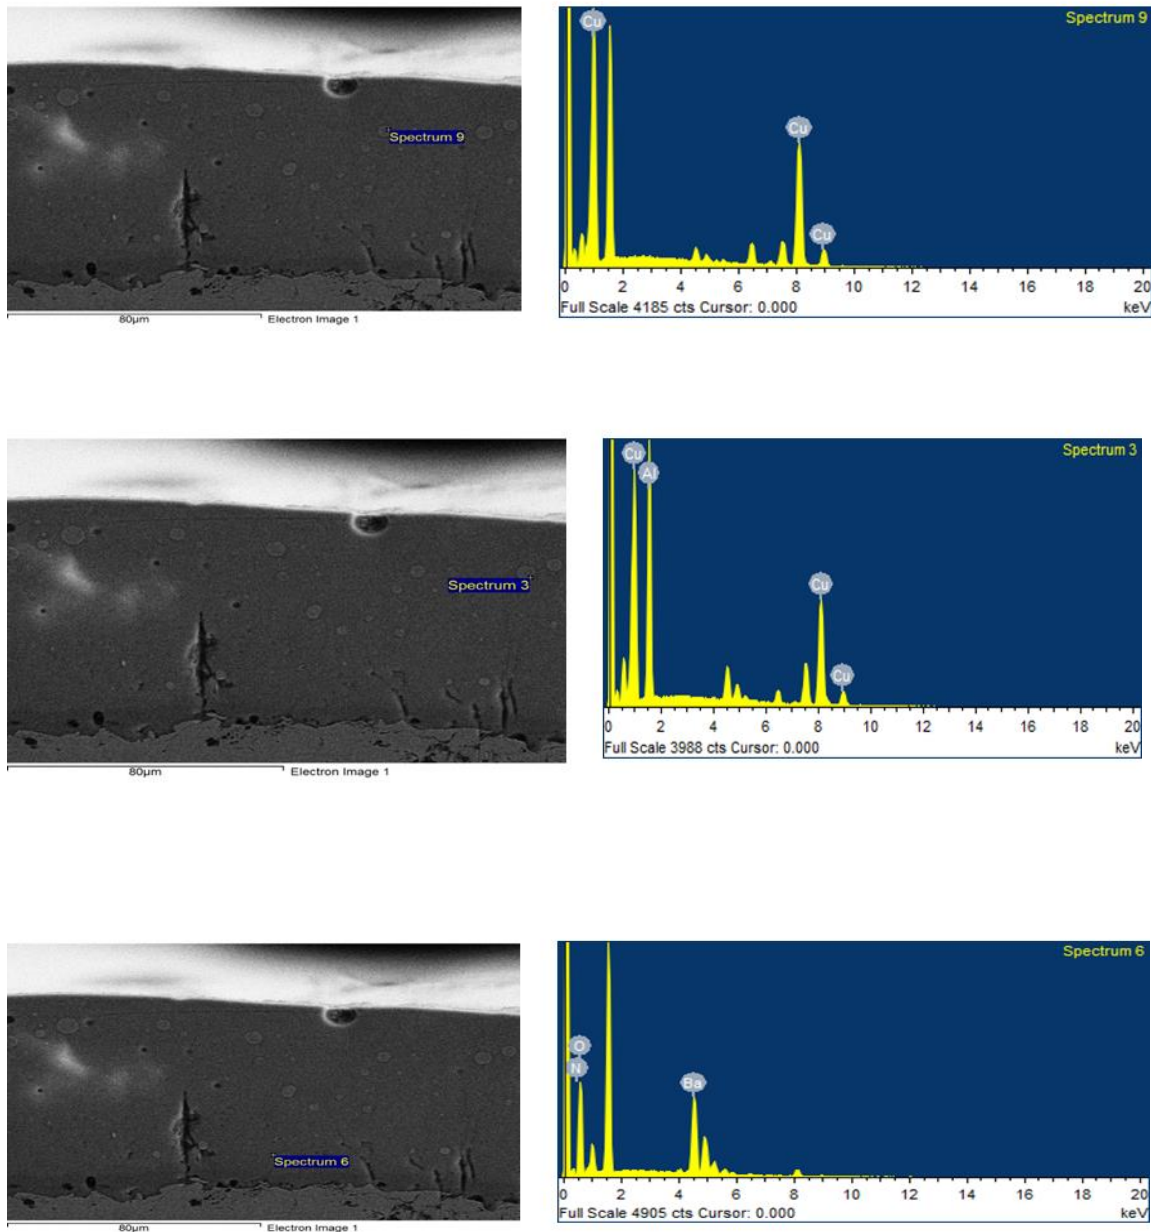 Spectrum 9
80µm Electron Image 1
Spectrum 9
Cu
Cu
Cu
0 2 4 6 8 10 12 14 16 18 20
Full Scale 4185 cts Cursor: 0.000 keV
Spectrum 3
80µm Electron Image 1
Spectrum 3
Cu
Al
Cu
Cu
0 2 4 6 8 10 12 14 16 18 20
Full Scale 3988 cts Cursor: 0.000 keV
Spectrum 6
80µm Electron Image 1
Spectrum 6
O
N
Ba
0 2 4 6 8 10 12 14 16 18 20
Full Scale 4905 cts Cursor: 0.000 keV